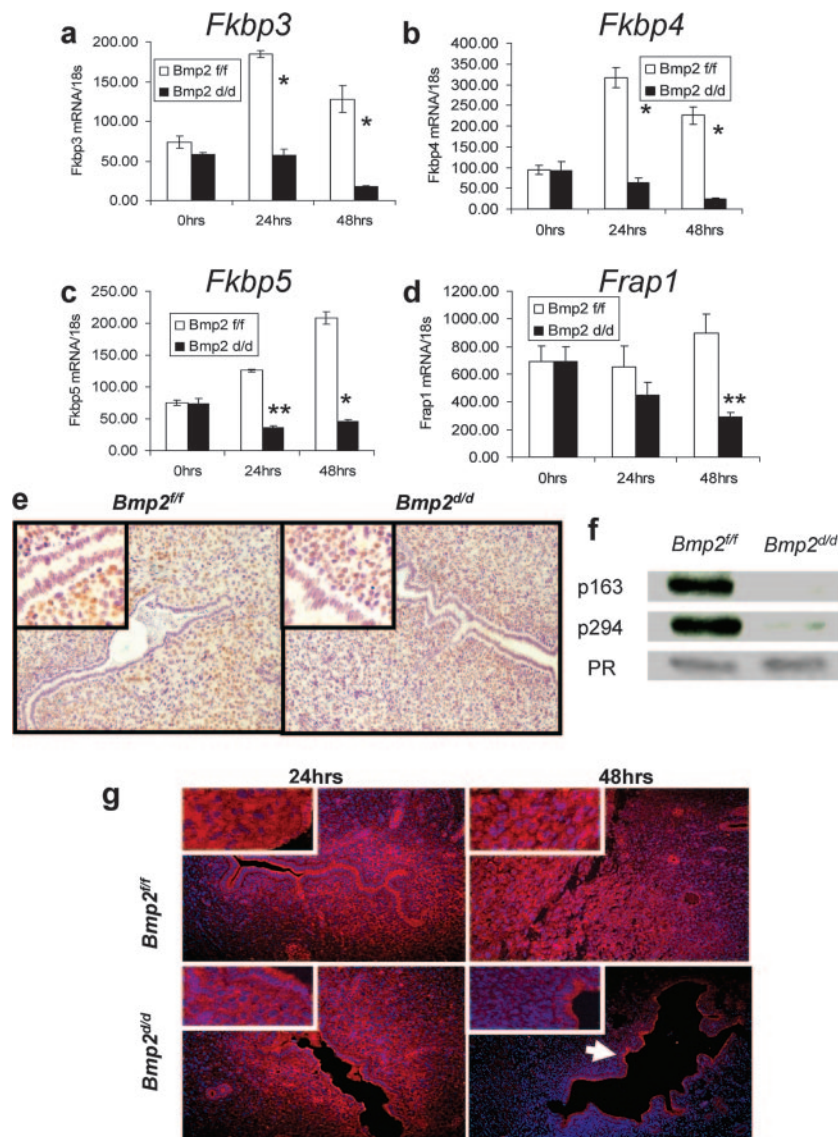 a
Fkbp3
Fkbp3 mRNA/18s
200.00
150.00
100.00
50.00
0.00
Bmp2 f/f
Bmp2 d/d
*
*
0hrs 24hrs 48hrs
b
Fkbp4
Fkbp4 mRNA/18s
400.00
350.00
300.00
250.00
200.00
150.00
100.00
50.00
0.00
Bmp2 f/f
Bmp2 d/d
*
*
0hrs 24hrs 48hrs
c
Fkbp5
Fkbp5 mRNA/18s
250.00
200.00
150.00
100.00
50.00
0.00
Bmp2 f/f
Bmp2 d/d
**
*
0hrs 24hrs 48hrs
d
Frap1
Frap1 mRNA/18s
1200.00
1000.00
800.00
600.00
400.00
200.00
0.00
Bmp2 f/f
Bmp2 d/d
**
0hrs 24hrs 48hrs
e
Bmp2f/f Bmp2d/d
f
Bmp2f/f Bmp2d/d
p163
p294
PR
g
24hrs 48hrs
Bmp2f/f
Bmp2d/d